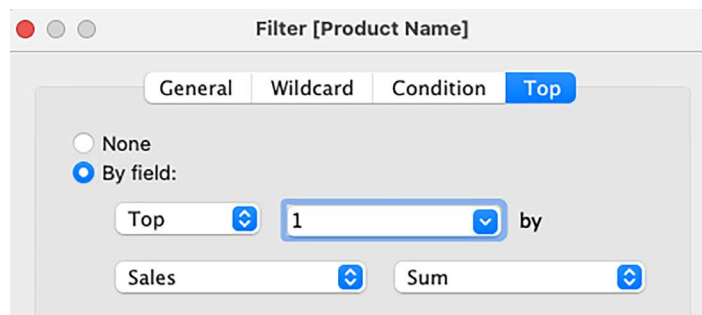 Filter [Product Name]
General Wildcard Condition Top
None
By field:
Top 1 by
Sales Sum